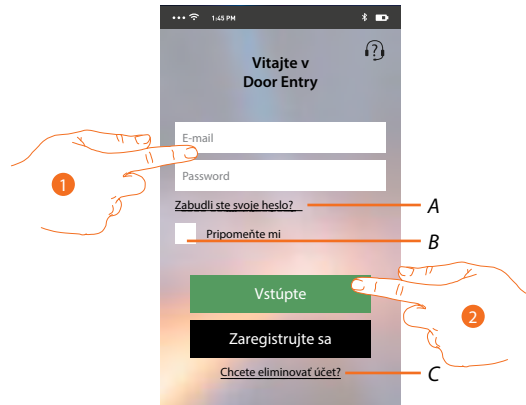 1:45 PM
?
Vitajte v
Door Entry
E-mail
1
Password
Zabudli ste svoje heslo?
A
Pripomeňte mi
B
Vstúpte
2
Zaregistrujte sa
Chcete eliminovať účet?
C